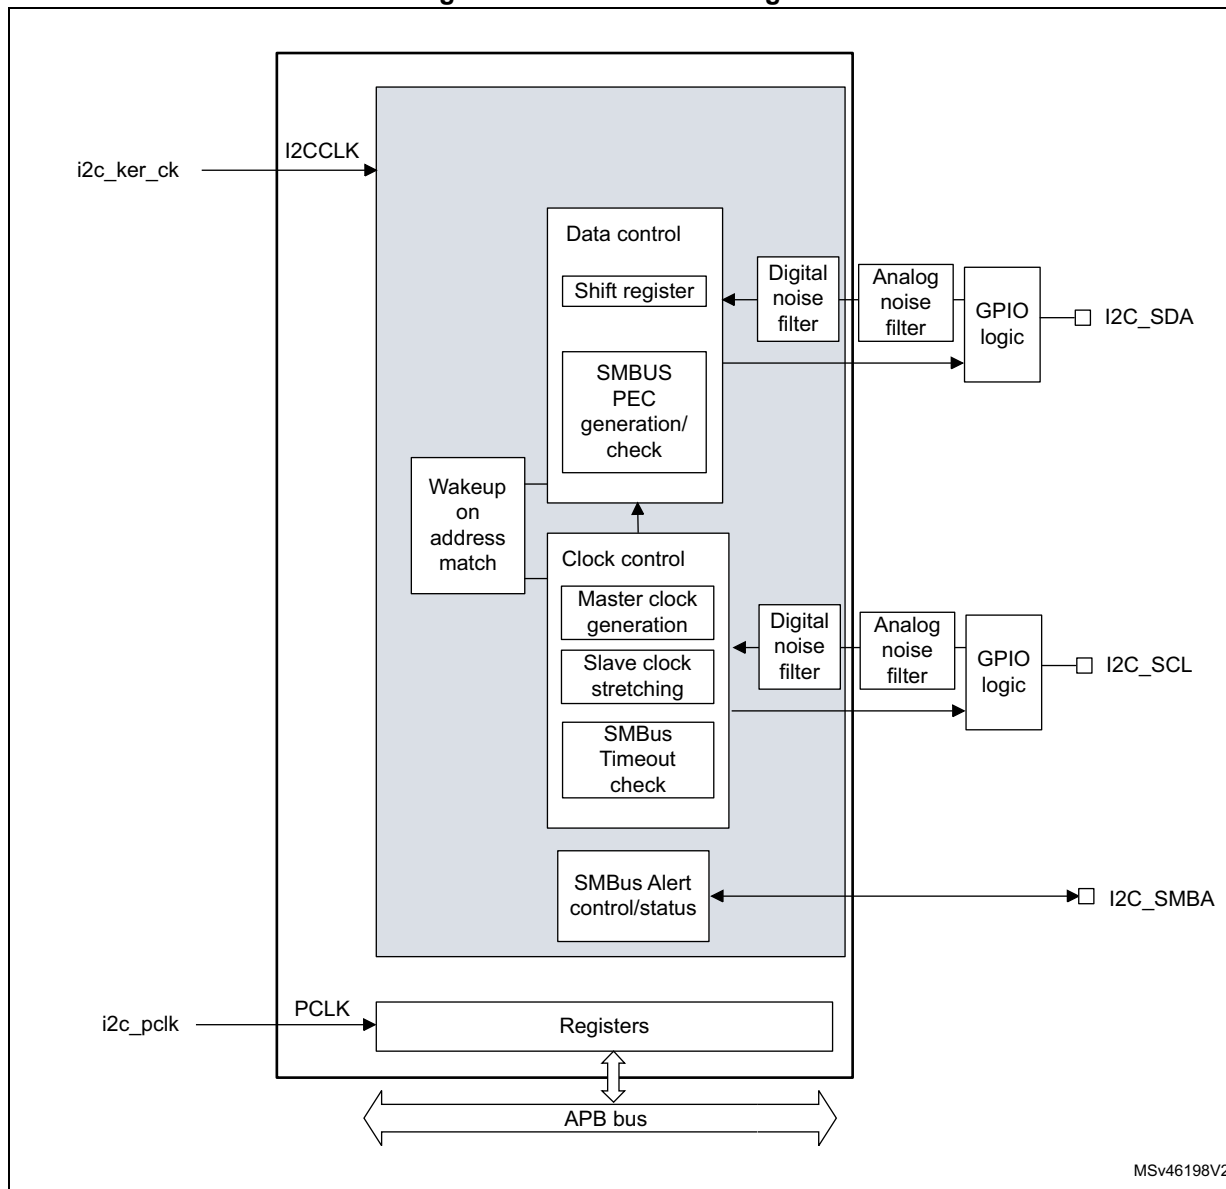 I2CCLK
i2c_ker_ck
Data control
Shift register
SMBUS
PEC
generation/
check
Digital
noise
filter
Analog
noise
filter
GPIO
logic
I2C_SDA
Wakeup
on
address
match
Clock control
Master clock
generation
Slave clock
stretching
SMBus
Timeout
check
Digital
noise
filter
Analog
noise
filter
GPIO
logic
I2C_SCL
SMBus Alert
control/status
I2C_SMBA
PCLK
i2c_pclk
Registers
APB bus
MSv46198V2